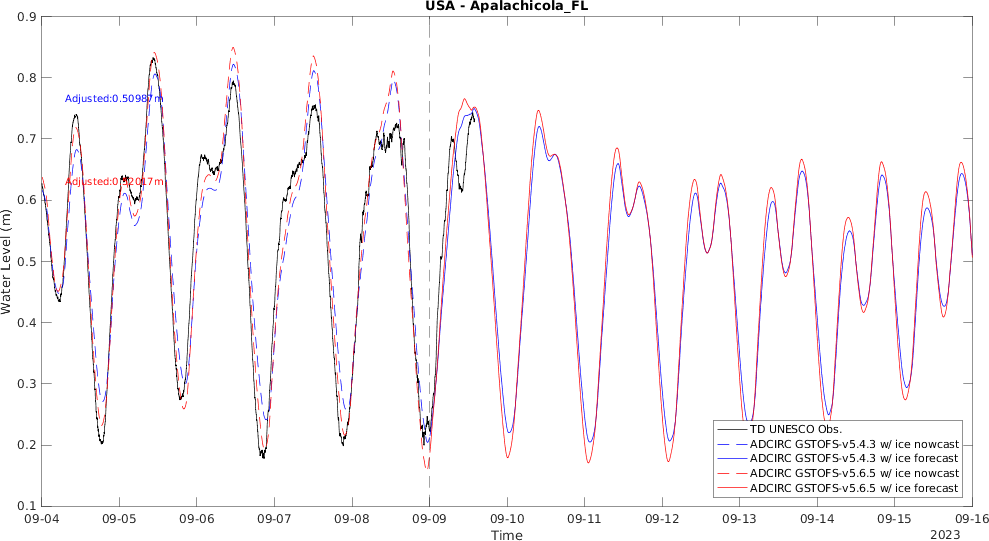 USA - Apalachicola_FL
0.9
0.8
0.7
0.6
0.5
0.4
0.3
0.2
0.1
Water Level (m)
Adjusted:0.50987m
TD UNESCO Obs.
ADCIRC GSTOFS-v5.4.3 w/ ice nowcast
ADCIRC GSTOFS-v5.4.3 w/ ice forecast
ADCIRC GSTOFS-v5.6.5 w/ ice nowcast
ADCIRC GSTOFS-v5.6.5 w/ ice forecast
09-04 09-05 09-06 09-07 09-08 09-09 09-10 09-11 09-12 09-13 09-14 09-15 09-16
Time
2023